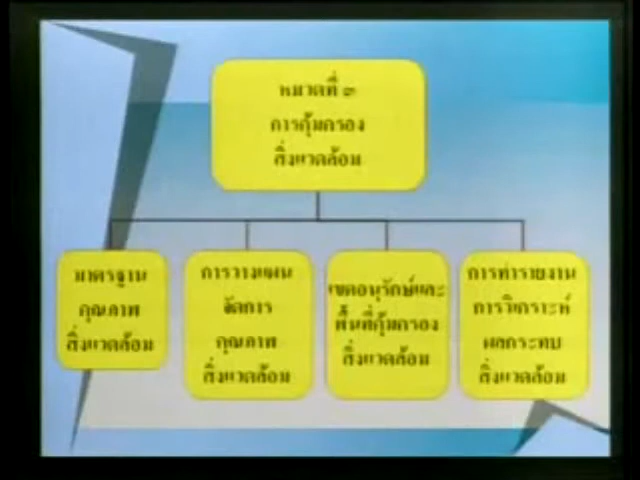 หมวดที่ ๓
การคุ้มครอง
สิ่งแวดล้อม
มาตรฐาน
คุณภาพ
สิ่งแวดล้อม
การวางแผน
จัดการ
คุณภาพ
สิ่งแวดล้อม
เขตอนุรักษ์และ
พื้นที่คุ้มครอง
สิ่งแวดล้อม
การทำรายงาน
การวิเคราะห์
ผลกระทบ
สิ่งแวดล้อม